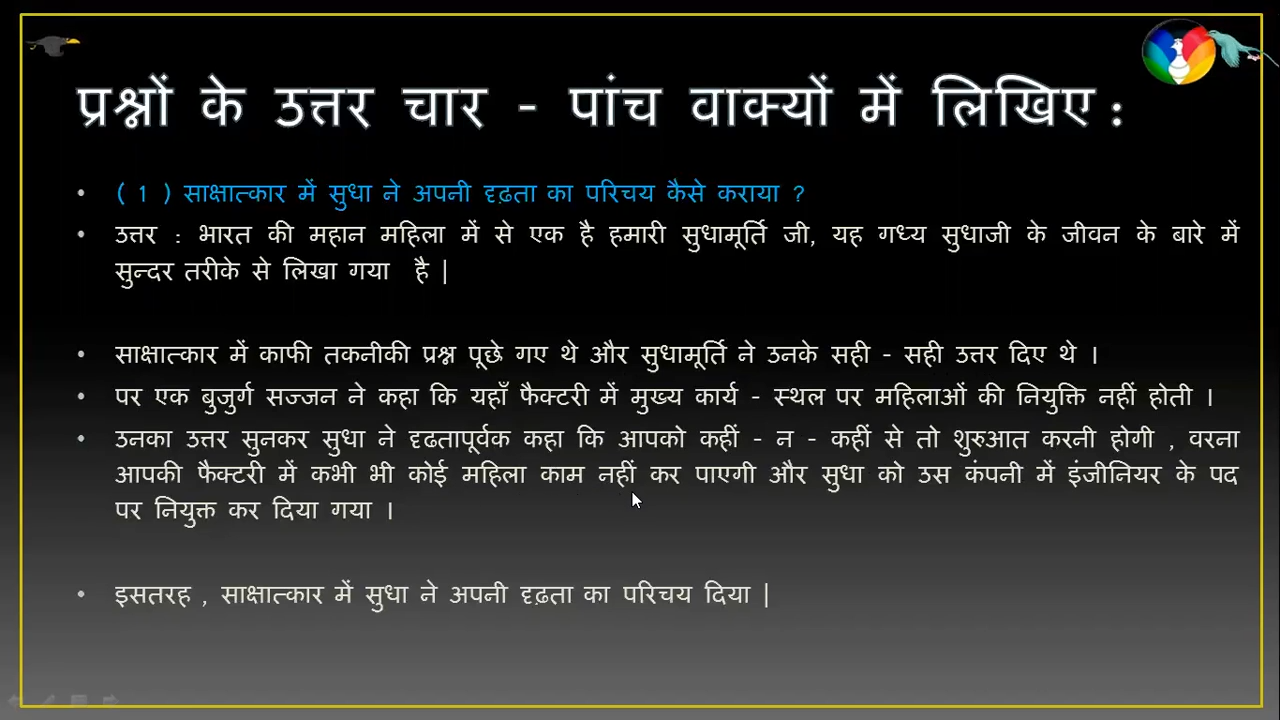 प्रश्नों के उत्तर चार - पांच वाक्यों में लिखिए :
• ( 1 ) साक्षात्कार में सुधा ने अपनी दृढ़ता का परिचय कैसे कराया ?
• उत्तर : भारत की महान महिला में से एक है हमारी सुधामूर्ति जी, यह गध्य सुधाजी के जीवन के बारे में
सुन्दर तरीके से लिखा गया है |
• साक्षात्कार में काफी तकनीकी प्रश्न पूछे गए थे और सुधामूर्ति ने उनके सही - सही उत्तर दिए थे ।
• पर एक बुजुर्ग सज्जन ने कहा कि यहाँ फैक्टरी में मुख्य कार्य - स्थल पर महिलाओं की नियुक्ति नहीं होती ।
• उनका उत्तर सुनकर सुधा ने दृढतापूर्वक कहा कि आपको कहीं - न - कहीं से तो शुरुआत करनी होगी , वरना
आपकी फैक्टरी में कभी भी कोई महिला काम नहीं कर पाएगी और सुधा को उस कंपनी में इंजीनियर के पद
पर नियुक्त कर दिया गया ।
• इसतरह , साक्षात्कार में सुधा ने अपनी दृढ़ता का परिचय दिया |